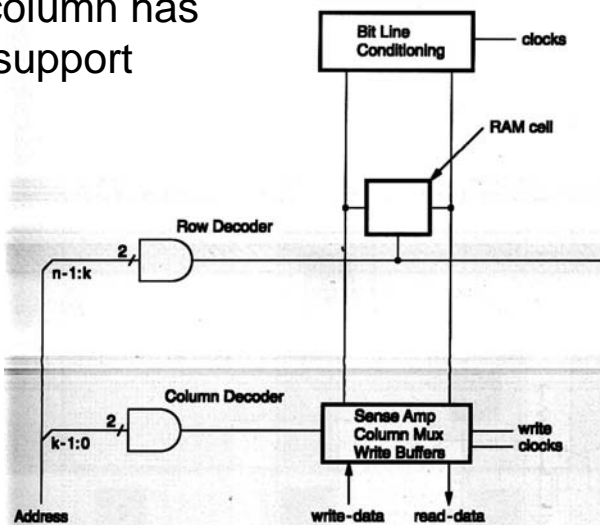 column has
support
Bit Line
Conditioning
clocks
RAM cell
Row Decoder
2
n-1:k
Column Decoder
2
k-1:0
Sense Amp
Column Mux
Write Buffers
write
clocks
Address
write-data
read-data